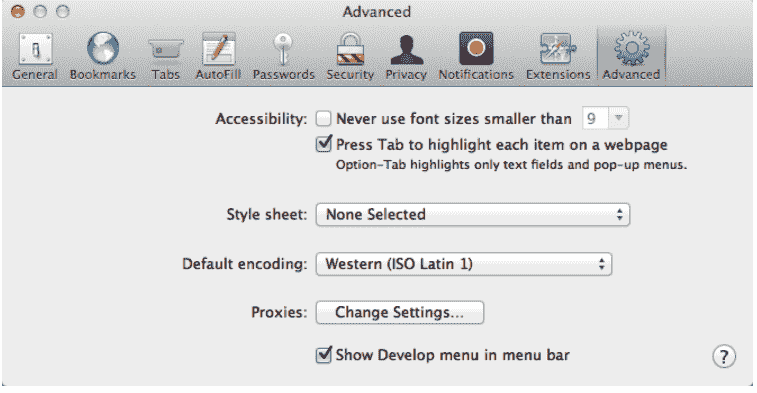 Advanced
General Bookmarks Tabs AutoFill Passwords Security Privacy Notifications Extensions Advanced
Accessibility: Never use font sizes smaller than 9
Press Tab to highlight each item on a webpage
Option-Tab highlights only text fields and pop-up menus.
Style sheet: None Selected
Default encoding: Western (ISO Latin 1)
Proxies: Change Settings...
Show Develop menu in menu bar
?